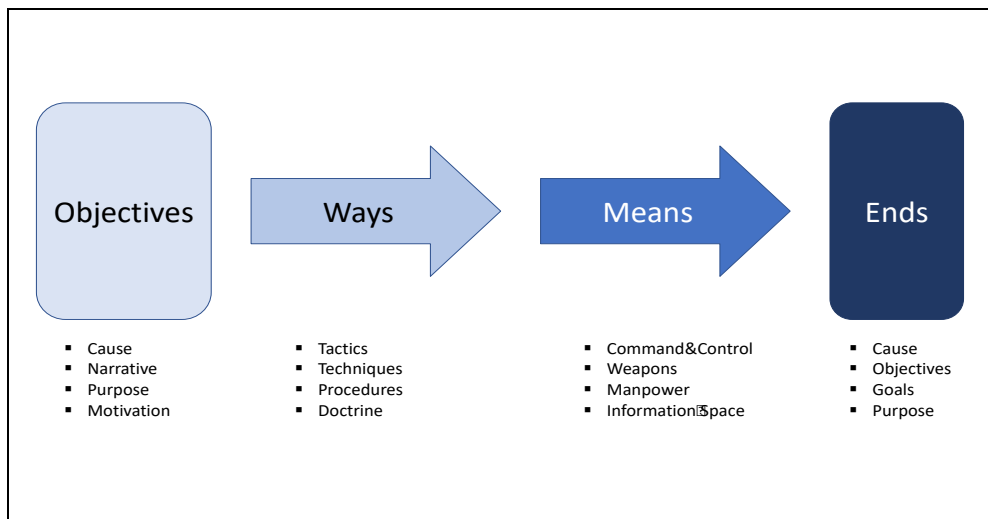 Objectives
Ways
Means
Ends
▪ Cause
▪ Narrative
▪ Purpose
▪ Motivation
▪ Tactics
▪ Techniques
▪ Procedures
▪ Doctrine
▪ Command&Control
▪ Weapons
▪ Manpower
▪ Information Space
▪ Cause
▪ Objectives
▪ Goals
▪ Purpose